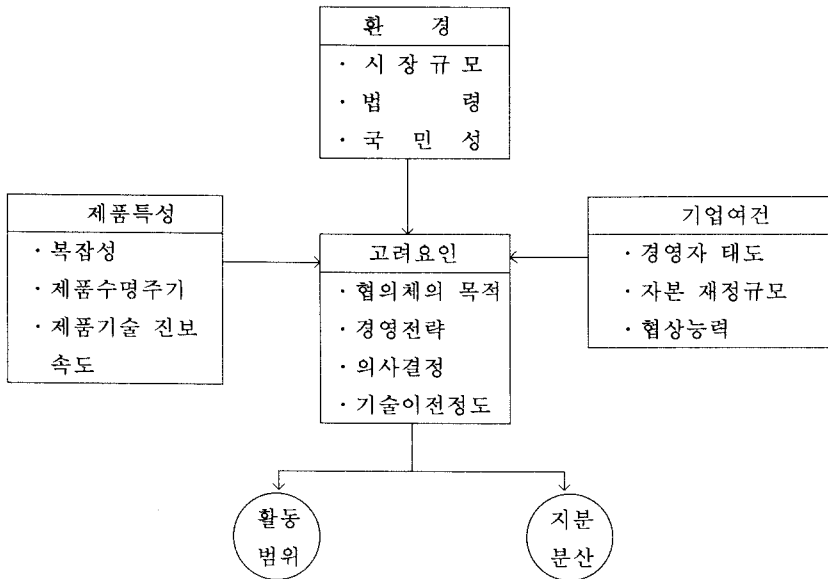 환 경
· 시 장 규 모
· 법 령
· 국 민 성
제품특성
· 복잡성
· 제품수명주기
· 제품기술 진보
속도
고려요인
· 협의체의 목적
· 경영전략
· 의사결정
· 기술이전정도
기업여건
· 경영자 태도
· 자본 재정규모
· 협상능력
활동
범위
지분
분산